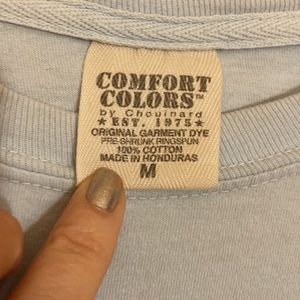 COMFORT
COLORS™
by Chouinard
★ EST. 1975 ★
ORIGINAL GARMENT DYE
PRE-SHRUNK RINGSPUN
100% COTTON
MADE IN HONDURAS
M